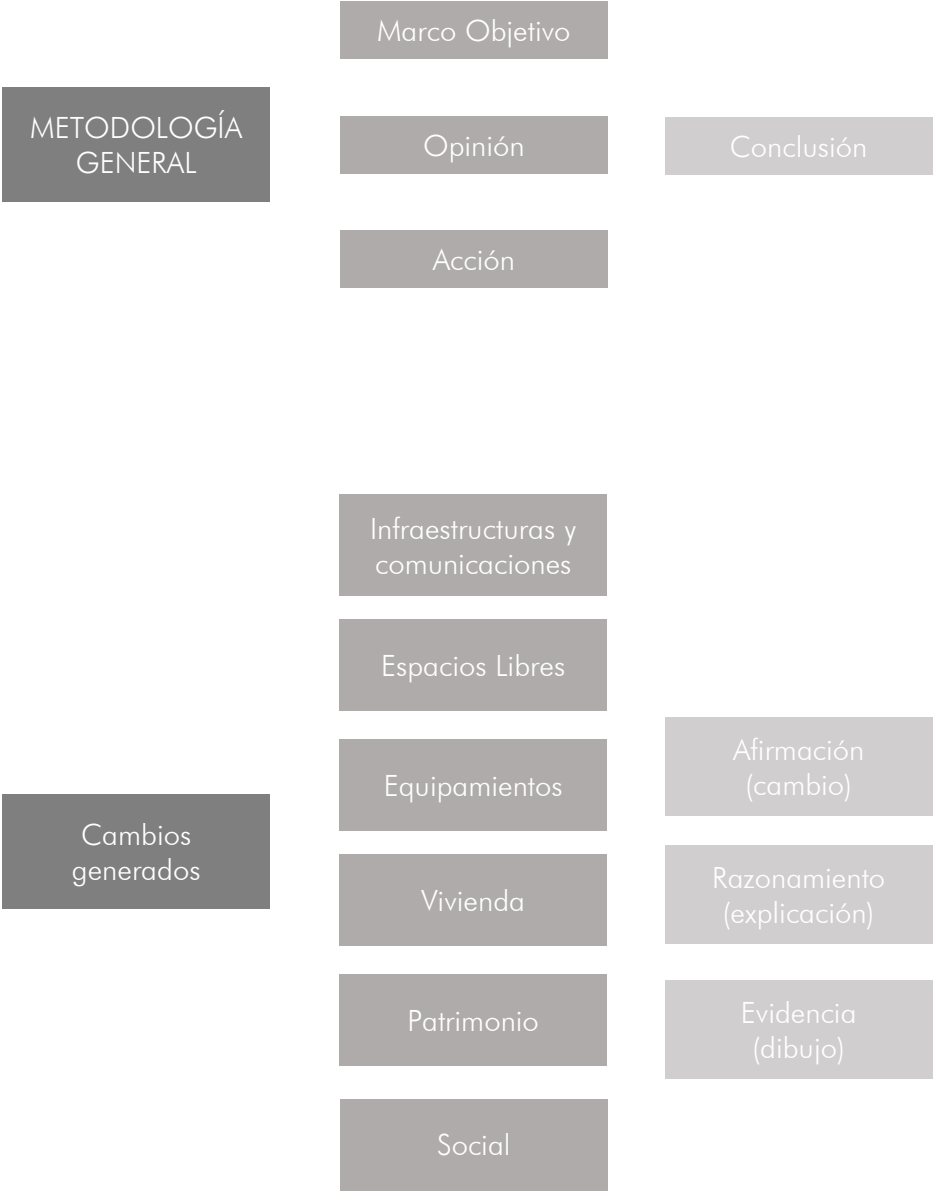 Marco Objetivo
METODOLOGÍA
GENERAL
Opinión
Conclusión
Acción
Infraestructuras y
comunicaciones
Espacios Libres
Equipamientos
Afirmación
(cambio)
Cambios
generados
Vivienda
Razonamiento
(explicación)
Patrimonio
Evidencia
(dibujo)
Social